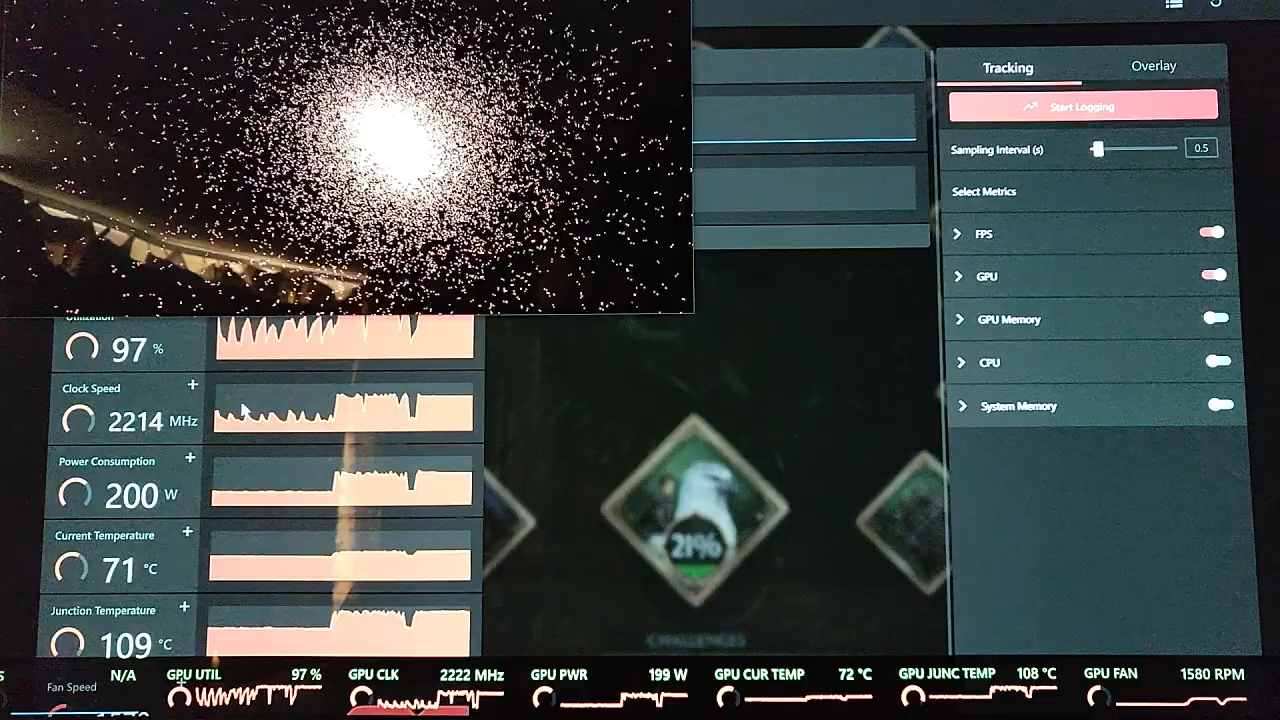 Tracking
Overlay
Start Logging
Sampling Interval (s)
0.5
Select Metrics
FPS
GPU
GPU Memory
CPU
System Memory
Utilization
97 %
Clock Speed
2214 MHz
Power Consumption
200 W
Current Temperature
71 °C
Junction Temperature
109 °C
Fan Speed
21%
CHALLENGES
S N/A GPU UTIL 97 % GPU CLK 2222 MHz GPU PWR 199 W GPU CUR TEMP 72 °C GPU JUNC TEMP 108 °C GPU FAN 1580 RPM